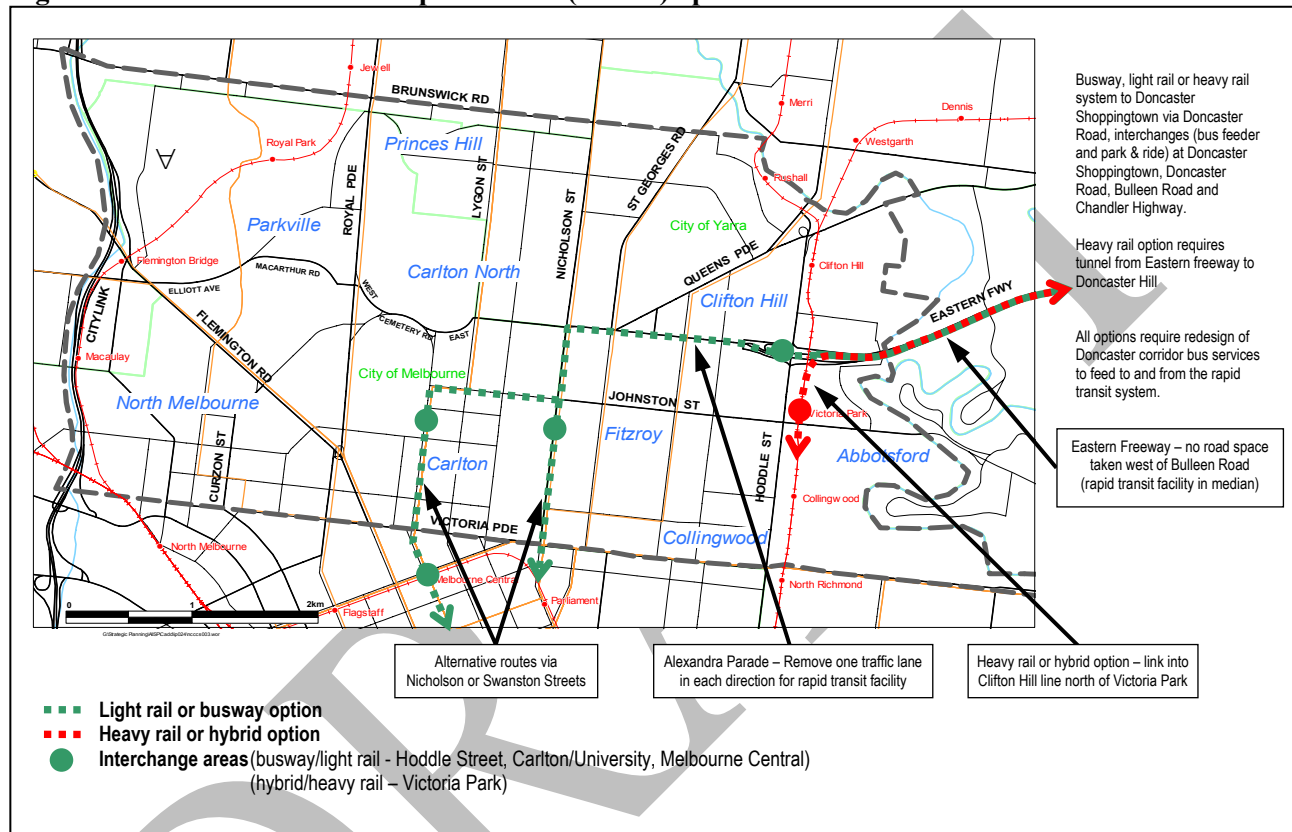 Jewell
BRUNSWICK RD
Merri
Dennis
Princes Hill
Royal Park
Westgarth
ROYAL PDE
LYGON ST
ST GEORGES RD
Rushall
Parkville
NICHOLSON ST
City of Yarra
QUEENS PDE
Flemington Bridge
MACARTHUR RD
Carlton North
Clifton Hill
ELLIOTT AVE
WEST
Clifton Hill
EASTERN FWY
CITYLINK
FLEMINGTON RD
CEMETERY RD
EAST
Macaulay
City of Melbourne
JOHNSTON ST
North Melbourne
Victoria Park
CURZON ST
Carlton
Fitzroy
HODDLE ST
Abbotsford
VICTORIA PDE
Collingwood
Collingwood
North Melbourne
Melbourne Central
North Richmond
0 1 2km
Flagstaff
Parliament
Busway, light rail or heavy rail
system to Doncaster
Shoppingtown via Doncaster
Road, interchanges (bus feeder
and park & ride) at Doncaster
Shoppingtown, Doncaster
Road, Bulleen Road and
Chandler Highway.
Heavy rail option requires
tunnel from Eastern freeway to
Doncaster Hill
All options require redesign of
Doncaster corridor bus services
to feed to and from the rapid
transit system.
Eastern Freeway – no road space
taken west of Bulleen Road
(rapid transit facility in median)
Alternative routes via
Nicholson or Swanston Streets
Alexandra Parade – Remove one traffic lane
in each direction for rapid transit facility
Heavy rail or hybrid option – link into
Clifton Hill line north of Victoria Park
Light rail or busway option
Heavy rail or hybrid option
Interchange areas (busway/light rail - Hoddle Street, Carlton/University, Melbourne Central)
(hybrid/heavy rail – Victoria Park)